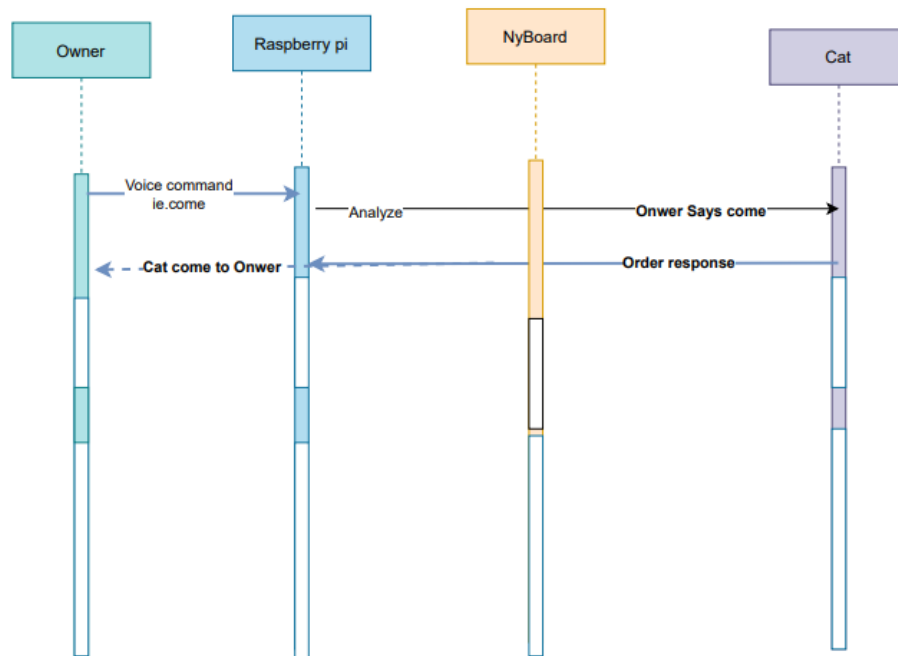 Owner
Raspberry pi
NyBoard
Cat
Voice command
ie.come
Analyze
Onwer Says come
Cat come to Onwer
Order response